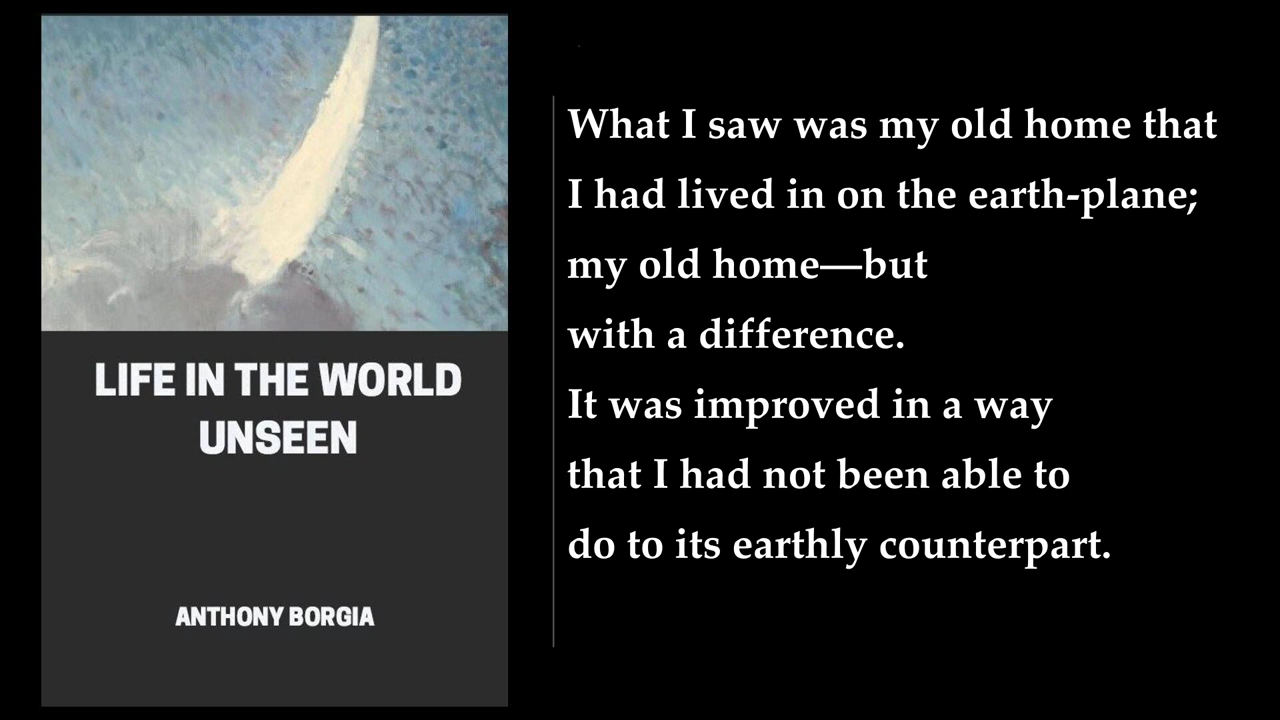 LIFE IN THE WORLD
UNSEEN
ANTHONY BORGIA
What I saw was my old home that
I had lived in on the earth-plane;
my old home—but
with a difference.
It was improved in a way
that I had not been able to
do to its earthly counterpart.